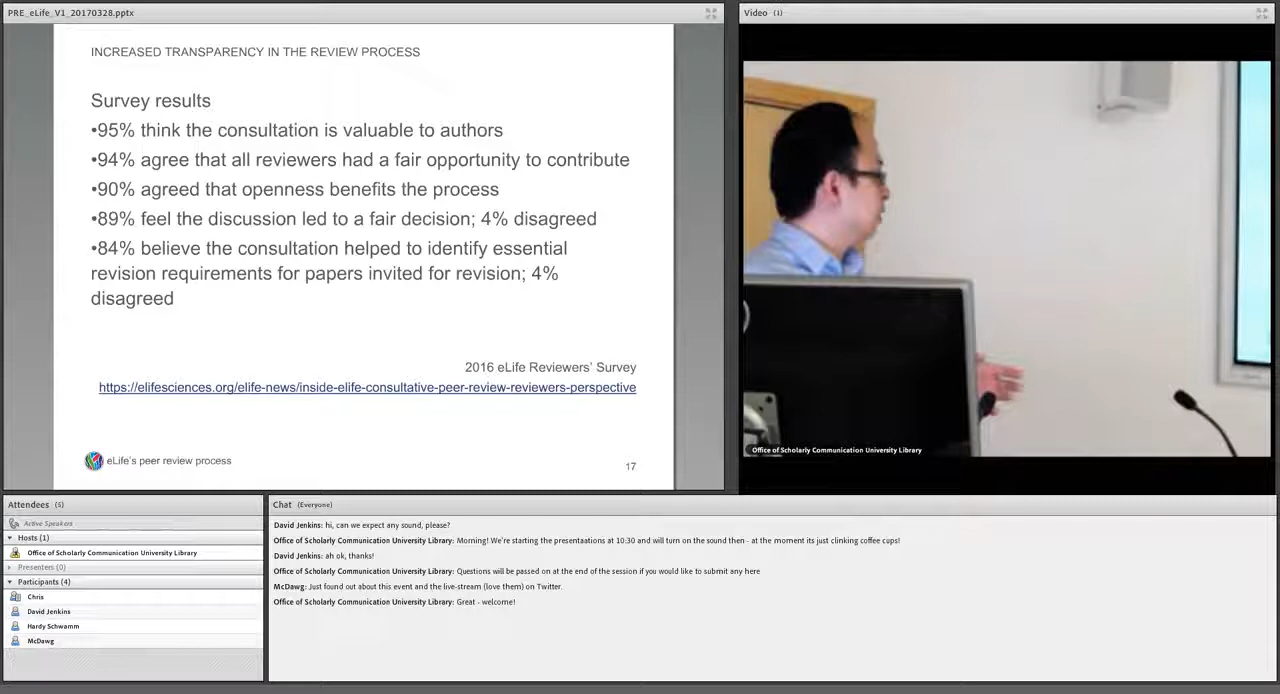 PRE_eLife_V1_20170328.pptx
INCREASED TRANSPARENCY IN THE REVIEW PROCESS
Survey results
•95% think the consultation is valuable to authors
•94% agree that all reviewers had a fair opportunity to contribute
•90% agreed that openness benefits the process
•89% feel the discussion led to a fair decision; 4% disagreed
•84% believe the consultation helped to identify essential
revision requirements for papers invited for revision; 4%
disagreed
2016 eLife Reviewers' Survey
https://elifesciences.org/elife-news/inside-elife-consultative-peer-review-reviewers-perspective
eLife's peer review process
17
Video (1)
Office of Scholarly Communication University Library
Attendees (5)
Active Speakers
Hosts (1)
Office of Scholarly Communication University Library
Presenters (0)
Participants (4)
Chris
David Jenkins
Hardy Schwamm
McDawg
Chat (Everyone)
David Jenkins: hi, can we expect any sound, please?
Office of Scholarly Communication University Library: Morning! We're starting the presentaations at 10:30 and will turn on the sound then - at the moment its just clinking coffee cups!
David Jenkins: ah ok, thanks!
Office of Scholarly Communication University Library: Questions will be passed on at the end of the session if you would like to submit any here
McDawg: Just found out about this event and the live-stream (love them) on Twitter.
Office of Scholarly Communication University Library: Great - welcome!